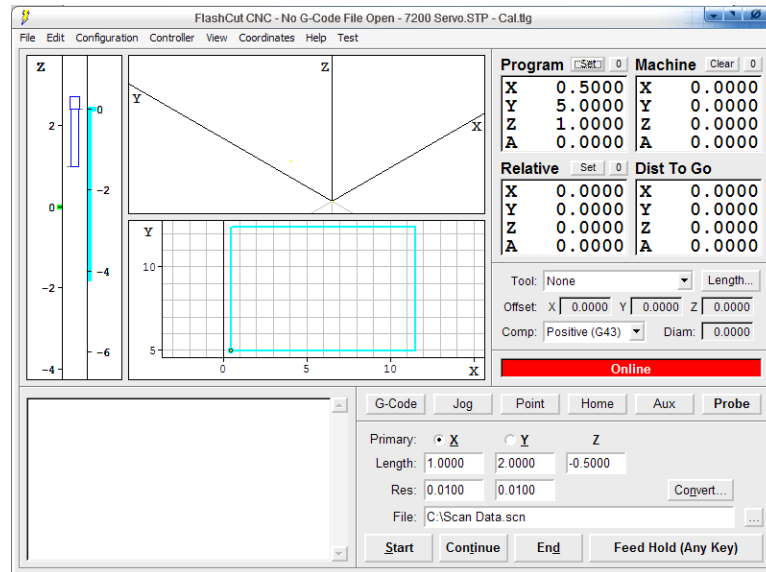 FlashCut CNC - No G-Code File Open - 7200 Servo.STP - Cal.tlg
File Edit Configuration Controller View Coordinates Help Test
Z
2
0
-2
-4
0
-2
-4
-6
Z
Y
X
Y
10
5
0 5 10 X
Program Set 0
X 0.5000
Y 5.0000
Z 1.0000
A 0.0000
Machine Clear 0
X 0.0000
Y 0.0000
Z 0.0000
A 0.0000
Relative Set 0
X 0.0000
Y 0.0000
Z 0.0000
A 0.0000
Dist To Go
X 0.0000
Y 0.0000
Z 0.0000
A 0.0000
Tool: None Length...
Offset: X 0.0000 Y 0.0000 Z 0.0000
Comp: Positive (G43) Diam: 0.0000
Online
G-Code Jog Point Home Aux Probe
Primary: X Y Z
Length: 1.0000 2.0000 -0.5000
Res: 0.0100 0.0100 Convert...
File: C:\Scan Data.scn ...
Start Continue End Feed Hold (Any Key)